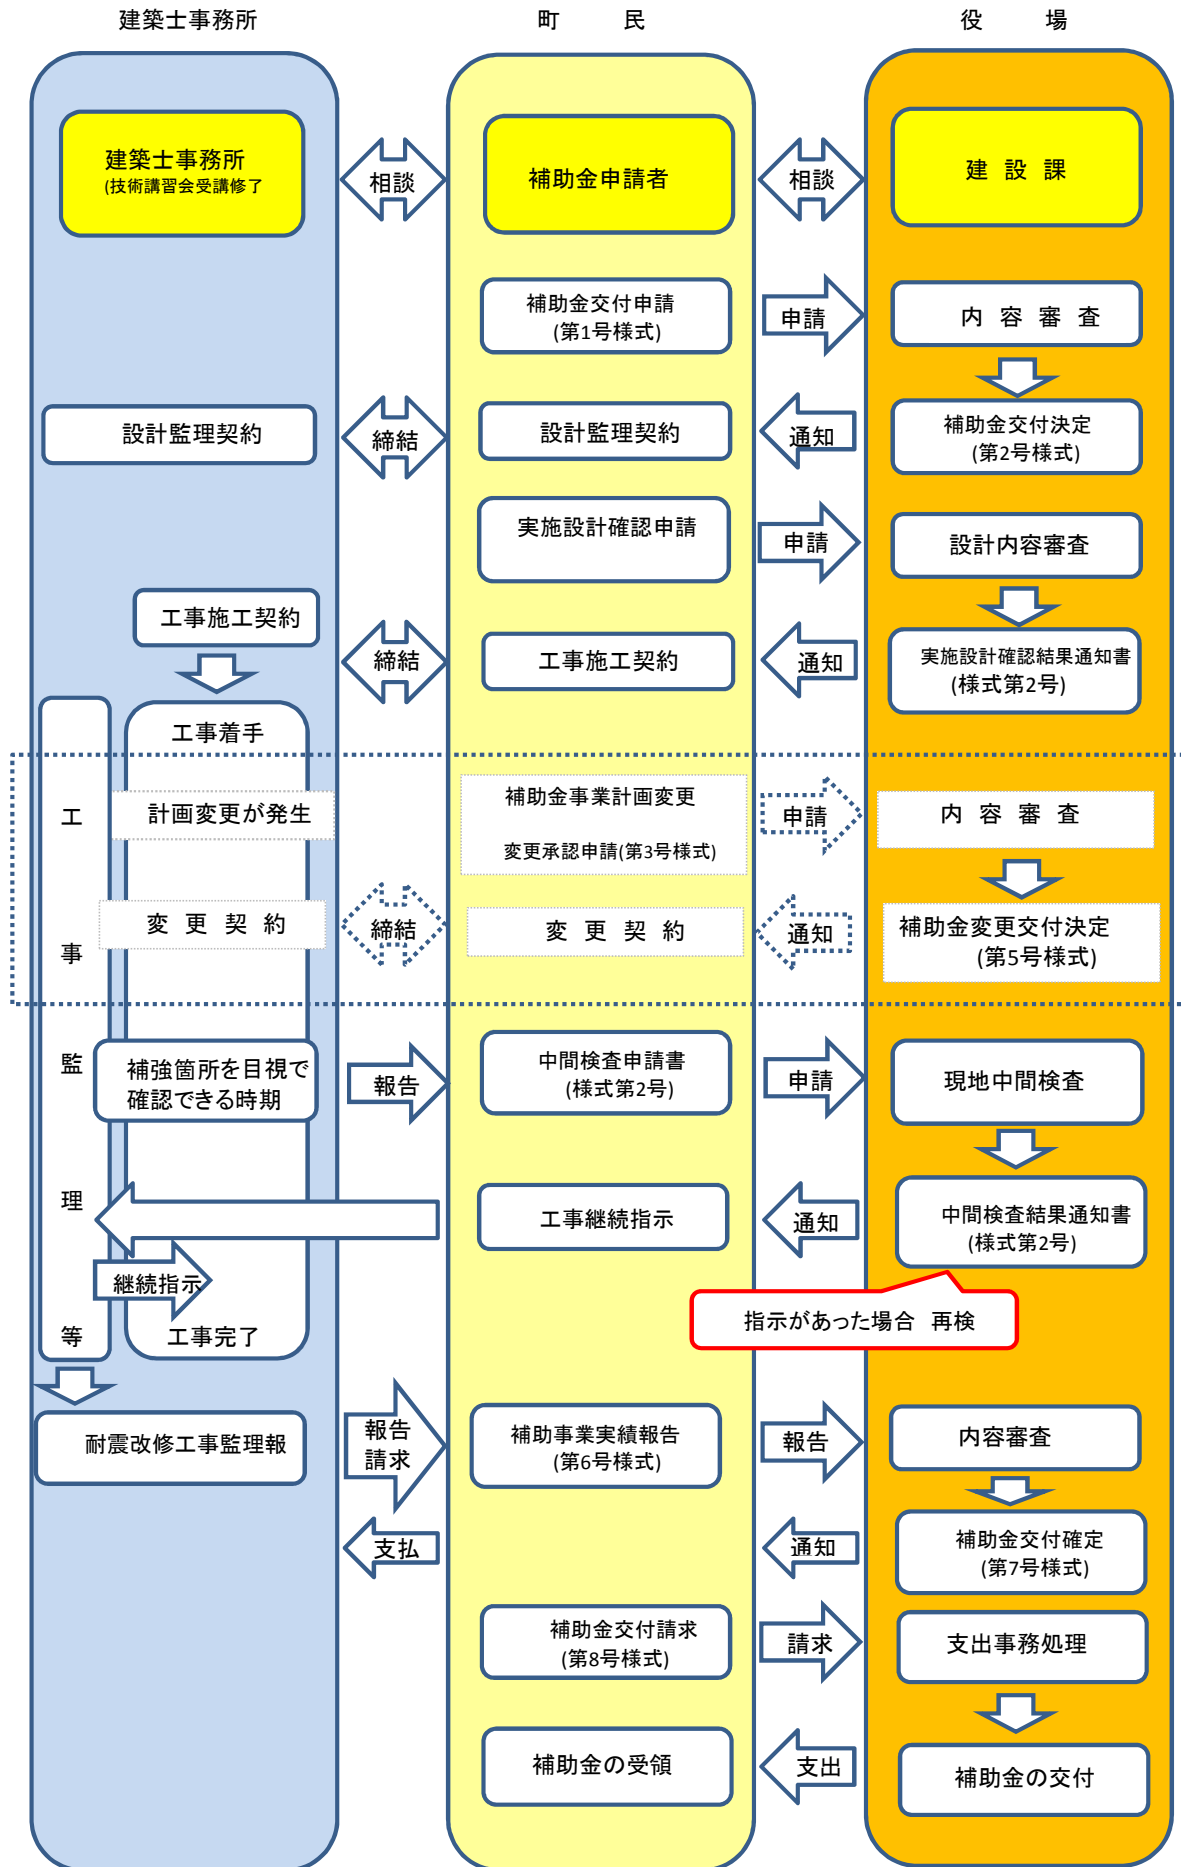 建築士事務所 町 民 役 場
建築士事務所
(技術講習会受講修了
相談
補助金申請者
相談
建 設 課
補助金交付申請
(第1号様式)
申請
内 容 審 査
設計監理契約
締結
設計監理契約
通知
補助金交付決定
(第2号様式)
実施設計確認申請
申請
設計内容審査
工事施工契約
締結
工事施工契約
通知
実施設計確認結果通知書
(様式第2号)
工事監理等
工事着手
計画変更が発生
補助金事業計画変更
変更承認申請(第3号様式)
申請
内 容 審 査
変 更 契 約
締結
変 更 契 約
通知
補助金変更交付決定
(第5号様式)
補強箇所を目視で
確認できる時期
報告
中間検査申請書
(様式第2号)
申請
現地中間検査
工事継続指示
通知
中間検査結果通知書
(様式第2号)
継続指示
指示があった場合 再検
工事完了
耐震改修工事監理報
報告
請求
補助事業実績報告
(第6号様式)
報告
内容審査
支払
通知
補助金交付確定
(第7号様式)
補助金交付請求
(第8号様式)
請求
支出事務処理
補助金の受領
支出
補助金の交付